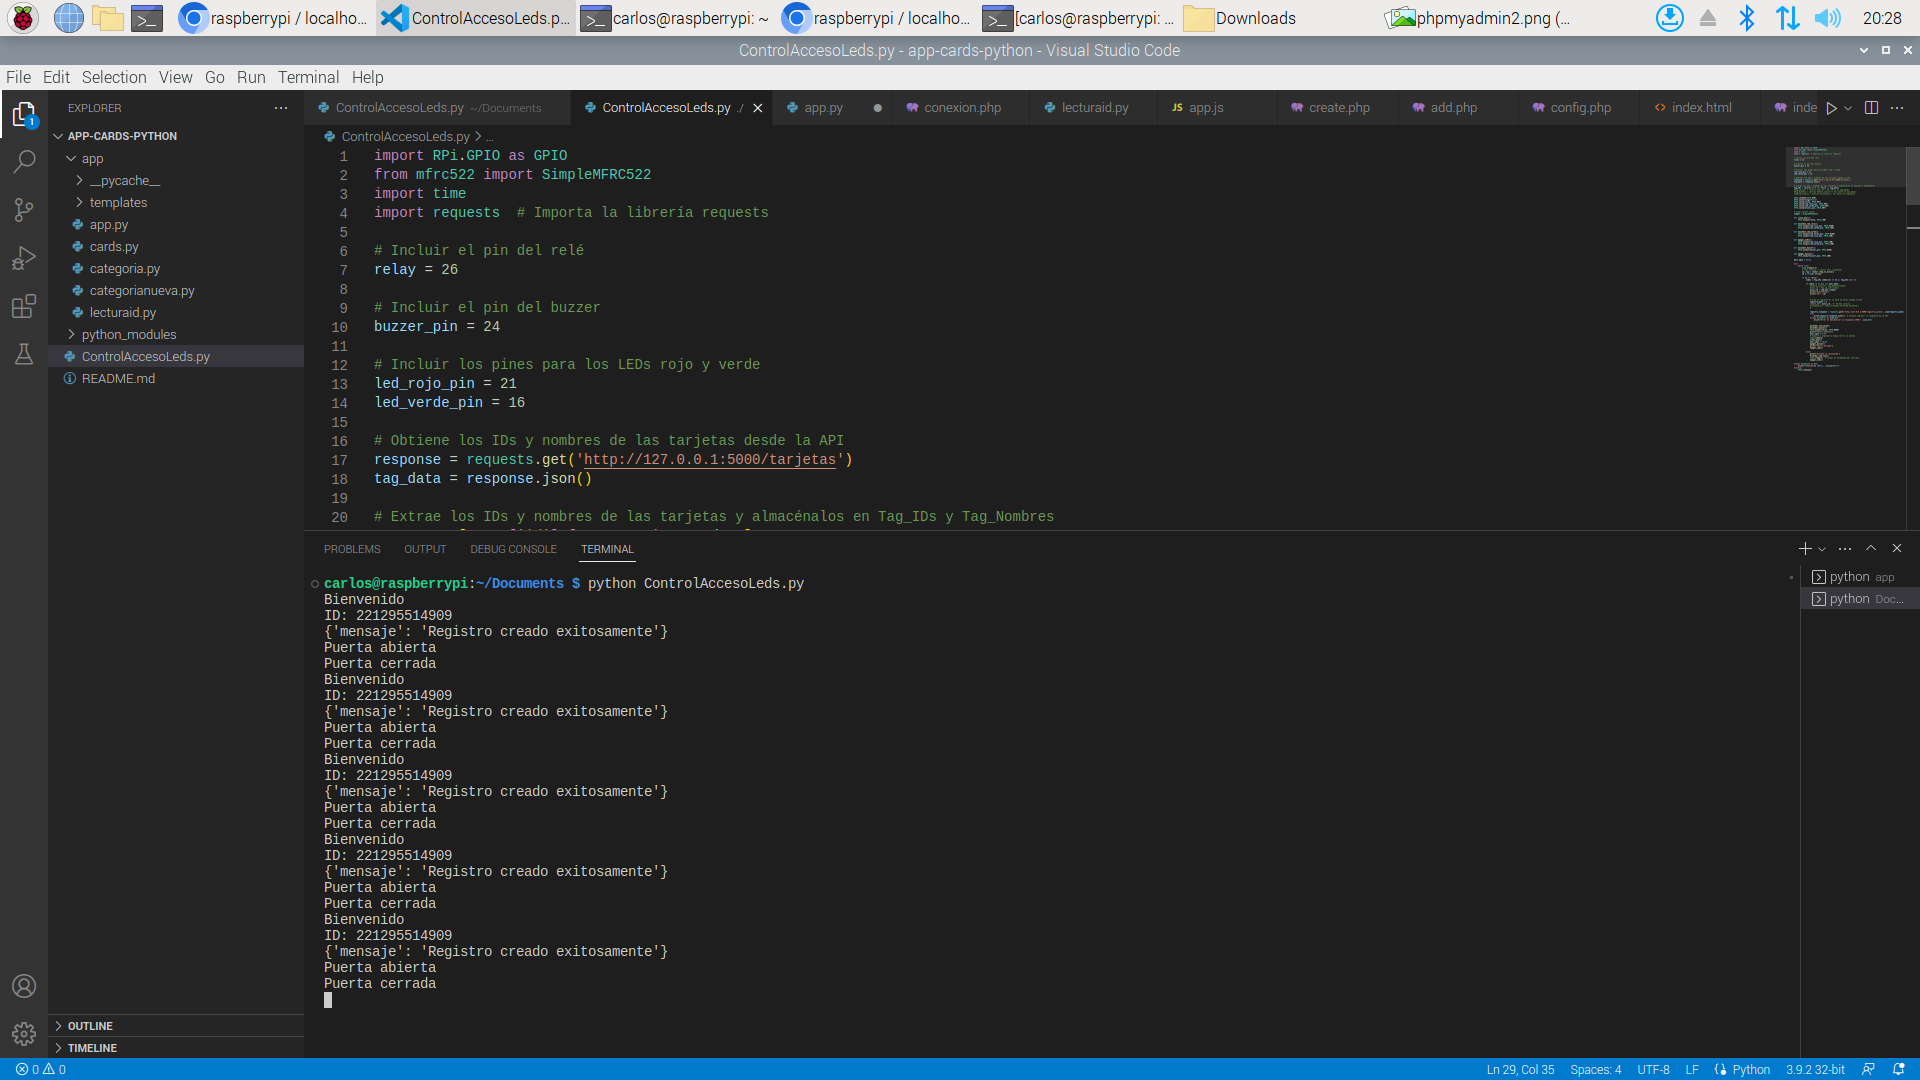 raspberrypi / localho...
ControlAccesoLeds.p...
carlos@raspberrypi: ~
raspberrypi / localho...
[carlos@raspberrypi: ...
Downloads
phpmyadmin2.png (...
20:28
ControlAccesoLeds.py - app-cards-python - Visual Studio Code
File Edit Selection View Go Run Terminal Help
EXPLORER
ControlAccesoLeds.py ~/Documents
ControlAccesoLeds.py ./
app.py
conexion.php
lecturaid.py
JS app.js
create.php
add.php
config.php
index.html
inde
APP-CARDS-PYTHON
app
__pycache__
templates
app.py
cards.py
categoria.py
categorianueva.py
lecturaid.py
python_modules
ControlAccesoLeds.py
README.md
OUTLINE
TIMELINE
1
ControlAccesoLeds.py > ...
1 import RPi.GPIO as GPIO
2 from mfrc522 import SimpleMFRC522
3 import time
4 import requests  # Importa la librería requests
5
6 # Incluir el pin del relé
7 relay = 26
8
9 # Incluir el pin del buzzer
10 buzzer_pin = 24
11
12 # Incluir los pines para los LEDs rojo y verde
13 led_rojo_pin = 21
14 led_verde_pin = 16
15
16 # Obtiene los IDs y nombres de las tarjetas desde la API
17 response = requests.get('http://127.0.0.1:5000/tarjetas')
18 tag_data = response.json()
19
20 # Extrae los IDs y nombres de las tarjetas y almacénalos en Tag_IDs y Tag_Nombres
PROBLEMS OUTPUT DEBUG CONSOLE TERMINAL
carlos@raspberrypi:~/Documents $ python ControlAccesoLeds.py
Bienvenido
ID: 221295514909
{'mensaje': 'Registro creado exitosamente'}
Puerta abierta
Puerta cerrada
Bienvenido
ID: 221295514909
{'mensaje': 'Registro creado exitosamente'}
Puerta abierta
Puerta cerrada
Bienvenido
ID: 221295514909
{'mensaje': 'Registro creado exitosamente'}
Puerta abierta
Puerta cerrada
Bienvenido
ID: 221295514909
{'mensaje': 'Registro creado exitosamente'}
Puerta abierta
Puerta cerrada
Bienvenido
ID: 221295514909
{'mensaje': 'Registro creado exitosamente'}
Puerta abierta
Puerta cerrada
python app
python Doc...
0 0
Ln 29, Col 35 Spaces: 4 UTF-8 LF Python 3.9.2 32-bit